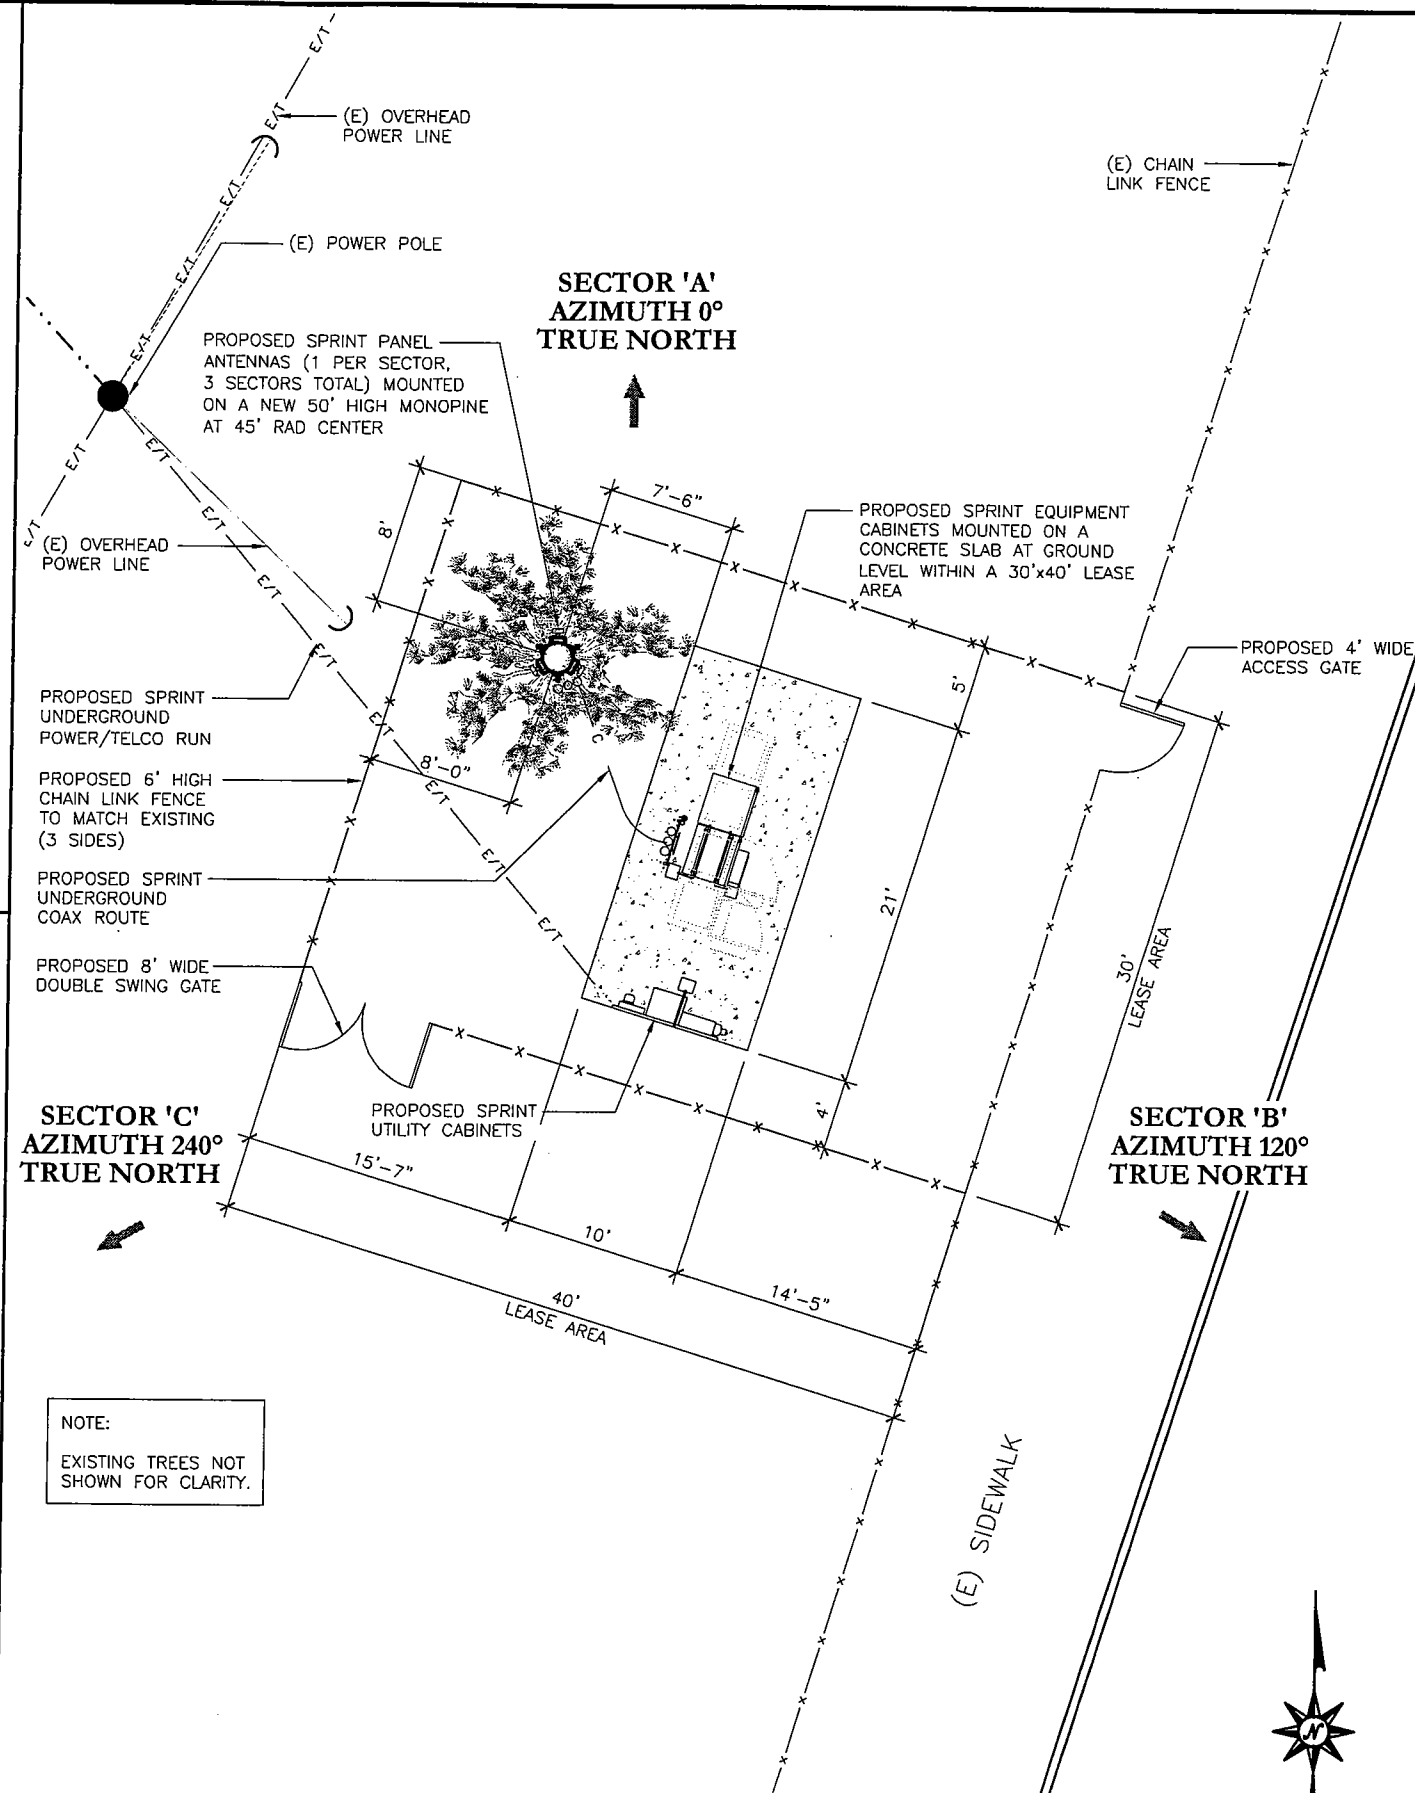 E/T
(E) OVERHEAD
POWER LINE
E/T
E/T
(E) CHAIN
LINK FENCE
(E) POWER POLE
E/T
E/T
SECTOR 'A'
AZIMUTH 0°
TRUE NORTH
PROPOSED SPRINT PANEL
ANTENNAS (1 PER SECTOR,
3 SECTORS TOTAL) MOUNTED
ON A NEW 50' HIGH MONOPINE
AT 45' RAD CENTER
E/T
E/T
E/T
E/T
(E) OVERHEAD
POWER LINE
E/T
8'
7'-6"
PROPOSED SPRINT EQUIPMENT
CABINETS MOUNTED ON A
CONCRETE SLAB AT GROUND
LEVEL WITHIN A 30'x40' LEASE
AREA
E/T
PROPOSED 4' WIDE
ACCESS GATE
5'
PROPOSED SPRINT
UNDERGROUND
POWER/TELCO RUN
E/T
C
8'-0"
E/T
PROPOSED 6' HIGH
CHAIN LINK FENCE
TO MATCH EXISTING
(3 SIDES)
E/T
PROPOSED SPRINT
UNDERGROUND
COAX ROUTE
21'
E/T
30'
LEASE AREA
PROPOSED 8' WIDE
DOUBLE SWING GATE
PROPOSED SPRINT
UTILITY CABINETS
4'
SECTOR 'C'
AZIMUTH 240°
TRUE NORTH
SECTOR 'B'
AZIMUTH 120°
TRUE NORTH
15'-7"
10'
14'-5"
40'
LEASE AREA
NOTE:
EXISTING TREES NOT
SHOWN FOR CLARITY.
(E) SIDEWALK
N